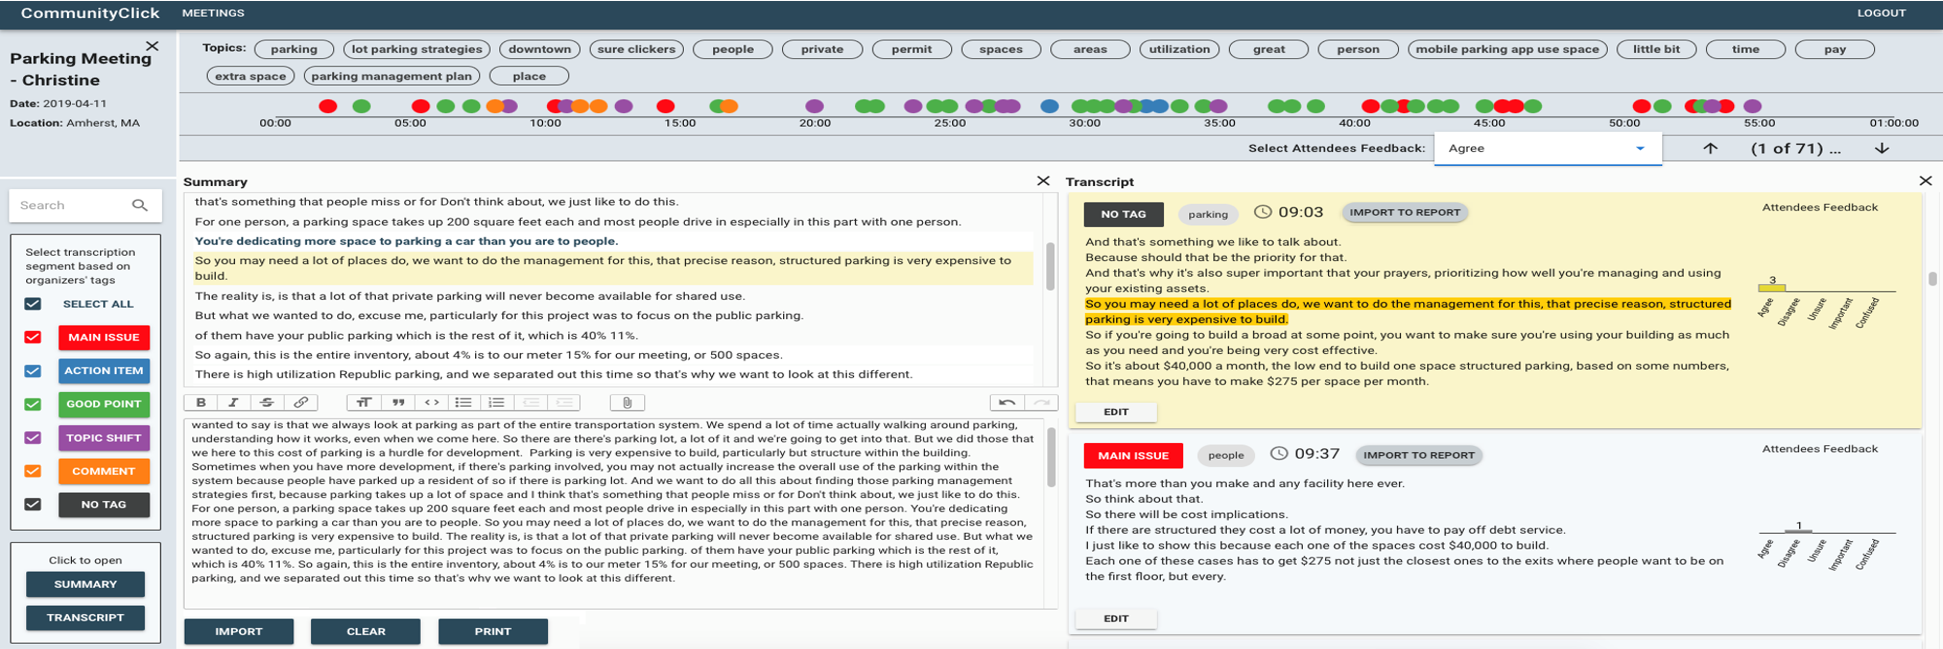 CommunityClick MEETINGS LOGOUT
Parking Meeting
- Christine
Date: 2019-04-11
Location: Amherst, MA
Topics: parking lot parking strategies downtown sure clickers people private permit spaces areas utilization great person mobile parking app use space little bit time pay
extra space parking management plan place
00:00 05:00 10:00 15:00 20:00 25:00 30:00 35:00 40:00 45:00 50:00 55:00 01:00:00
Select Attendees Feedback: Agree (1 of 71) ...
Search
Select transcription
segment based on
organizers' tags
SELECT ALL
MAIN ISSUE
ACTION ITEM
GOOD POINT
TOPIC SHIFT
COMMENT
NO TAG
Click to open
SUMMARY
TRANSCRIPT
Summary
that's something that people miss or for Don't think about, we just like to do this.
For one person, a parking space takes up 200 square feet each and most people drive in especially in this part with one person.
You're dedicating more space to parking a car than you are to people.
So you may need a lot of places do, we want to do the management for this, that precise reason, structured parking is very expensive to
build.
The reality is, is that a lot of that private parking will never become available for shared use.
But what we wanted to do, excuse me, particularly for this project was to focus on the public parking.
of them have your public parking which is the rest of it, which is 40% 11%.
So again, this is the entire inventory, about 4% is to our meter 15% for our meeting, or 500 spaces.
There is high utilization Republic parking, and we separated out this time so that's why we want to look at this different.
wanted to say is that we always look at parking as part of the entire transportation system. We spend a lot of time actually walking around parking,
understanding how it works, even when we come here. So there are there's parking lot, a lot of it and we're going to get into that. But we did those that
we here to this cost of parking is a hurdle for development.  Parking is very expensive to build, particularly but structure within the building.
Sometimes when you have more development, if there's parking involved, you may not actually increase the overall use of the parking within the
system because people have parked up a resident of so if there is parking lot. And we want to do all this about finding those parking management
strategies first, because parking takes up a lot of space and I think that's something that people miss or for Don't think about, we just like to do this.
For one person, a parking space takes up 200 square feet each and most people drive in especially in this part with one person. You're dedicating
more space to parking a car than you are to people. So you may need a lot of places do, we want to do the management for this, that precise reason,
structured parking is very expensive to build. The reality is, is that a lot of that private parking will never become available for shared use. But what we
wanted to do, excuse me, particularly for this project was to focus on the public parking. of them have your public parking which is the rest of it,
which is 40% 11%. So again, this is the entire inventory, about 4% is to our meter 15% for our meeting, or 500 spaces. There is high utilization Republic
parking, and we separated out this time so that's why we want to look at this different.
IMPORT CLEAR PRINT
Transcript
NO TAG parking 09:03 IMPORT TO REPORT
And that's something we like to talk about.
Because should that be the priority for that.
And that's why it's also super important that your prayers, prioritizing how well you're managing and using
your existing assets.
So you may need a lot of places do, we want to do the management for this, that precise reason, structured
parking is very expensive to build.
So if you're going to build a broad at some point, you want to make sure you're using your building as much
as you need and you're being very cost effective.
So it's about $40,000 a month, the low end to build one space structured parking, based on some numbers,
that means you have to make $275 per space per month.
EDIT
Attendees Feedback
3
Agree Disagree Unsure Important Confused
MAIN ISSUE people 09:37 IMPORT TO REPORT
That's more than you make and any facility here ever.
So think about that.
So there will be cost implications.
If there are structured they cost a lot of money, you have to pay off debt service.
I just like to show this because each one of the spaces cost $40,000 to build.
Each one of these cases has to get $275 not just the closest ones to the exits where people want to be on
the first floor, but every.
EDIT
Attendees Feedback
1
Agree Disagree Unsure Important Confused